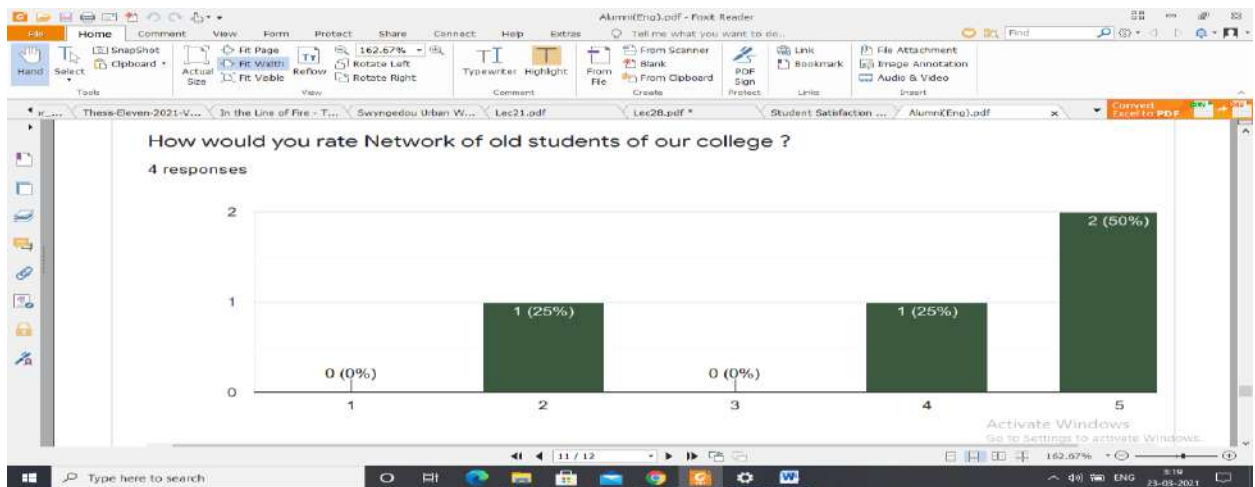 Alumni(Eng).pdf - Foxit Reader
File Home Comment View Form Protect Share Connect Help Extras Tell me what you want to do... Find
Hand Select SnapShot Clipboard Actual Size Fit Page Fit Width Fit Visible Reflow 162.67% Rotate Left Rotate Right Typewriter Highlight From File From Scanner Blank From Clipboard PDF Sign Link Bookmark File Attachment Image Annotation Audio & Video
Tools View Comment Create Protect Links Insert
Thesis-Eleven-2021-V... In the Line of Fire - T... Swyngedou Urban W... Lec21.pdf Lec28.pdf * Student Satisfaction ... Alumni(Eng).pdf Convert Excel to PDF
How would you rate Network of old students of our college ?
4 responses
2
2 (50%)
1
1 (25%) 1 (25%)
0 (0%) 0 (0%)
0
1 2 3 4 5
Activate Windows
Go to Settings to activate Windows.
11 / 12 162.67%
Type here to search ENG 5:19
23-03-2021